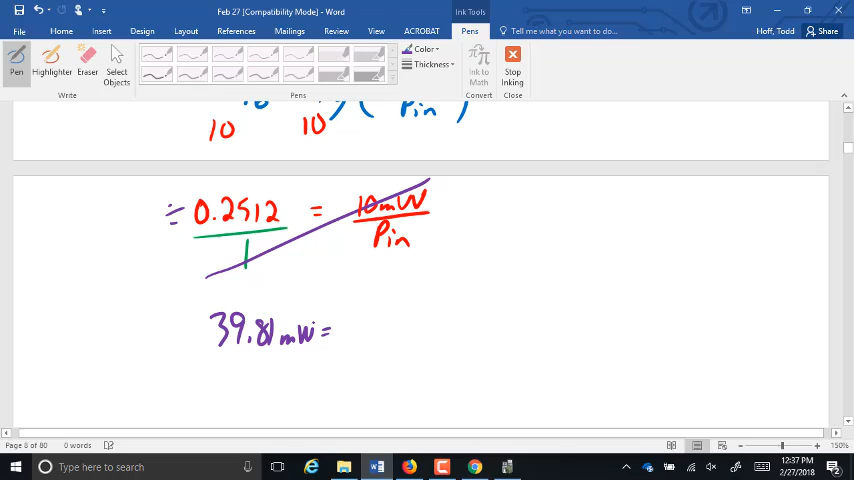 Feb 27 [Compatibility Mode] - Word
Ink Tools
Hoff, Todd
File Home Insert Design Layout References Mailings Review View ACROBAT Pens Tell me what you want to do... Share
Pen Highlighter Eraser Select Objects
Color
Thickness
Ink to Math
Stop Inking
Write Pens Convert Close
10 10 Pin
÷ 0.2512 = 10mW
1 Pin
39.81mW=
Page 8 of 80 0 words 150%
Type here to search
12:37 PM
2/27/2018
2